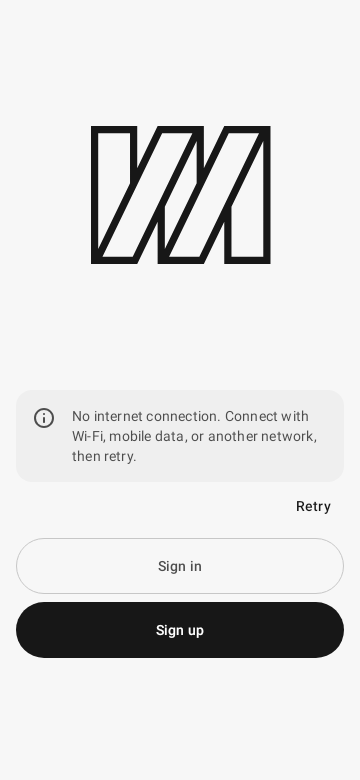 No internet connection. Connect with
Wi-Fi, mobile data, or another network,
then retry.
Retry
Sign in
Sign up